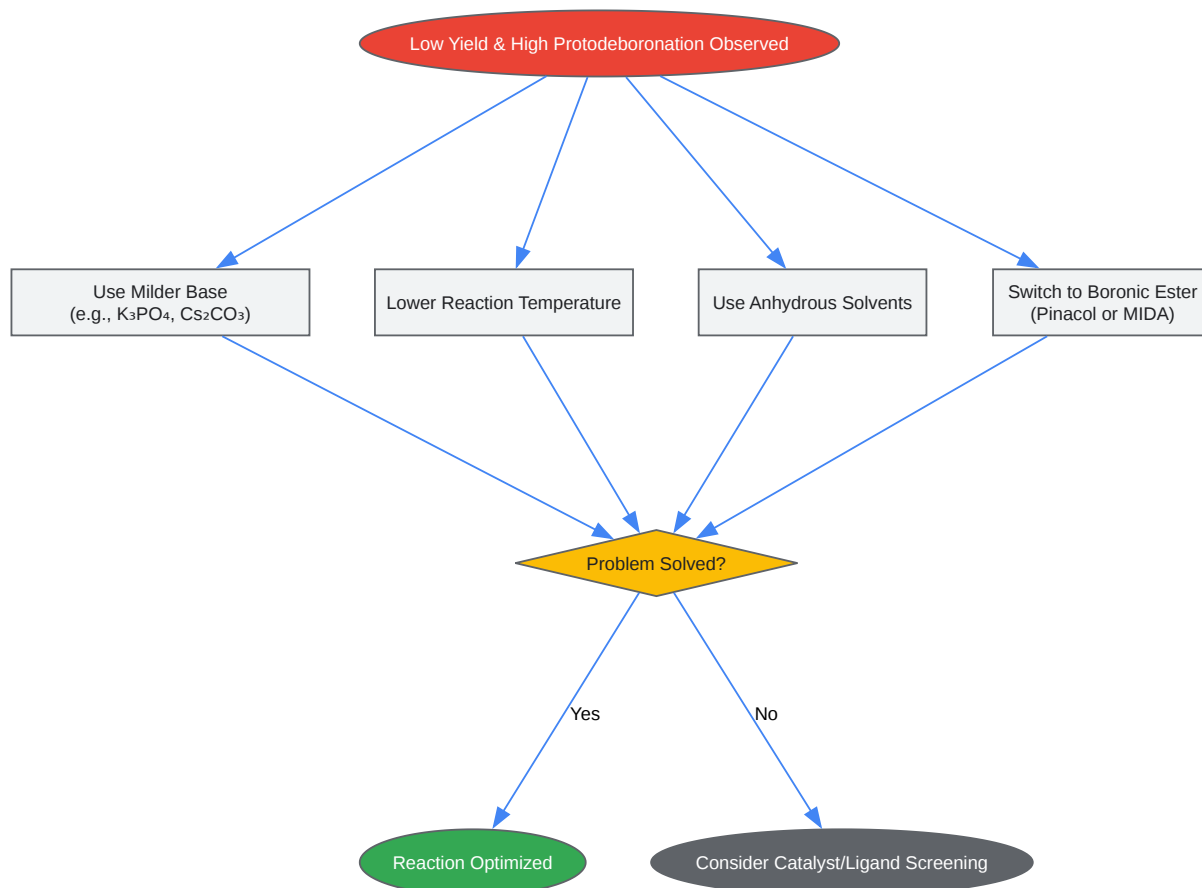 Low Yield & High Protodeboronation Observed
Use Milder Base
(e.g., K₃PO₄, Cs₂CO₃)
Lower Reaction Temperature
Use Anhydrous Solvents
Switch to Boronic Ester
(Pinacol or MIDA)
Problem Solved?
Yes
No
Reaction Optimized
Consider Catalyst/Ligand Screening